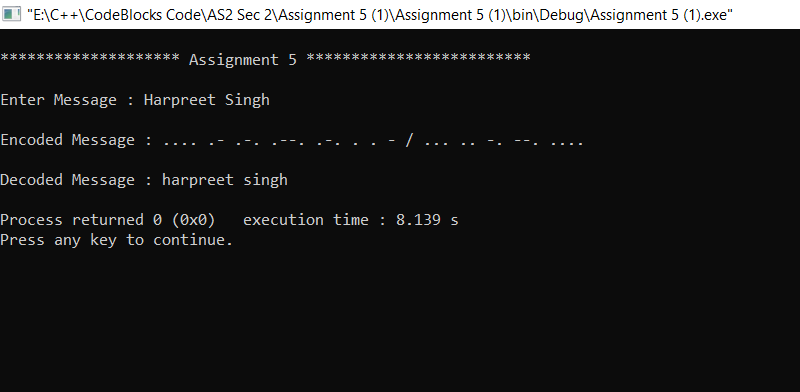 "E:\C++\CodeBlocks Code\AS2 Sec 2\Assignment 5 (1)\Assignment 5 (1)\bin\Debug\Assignment 5 (1).exe"
******************** Assignment 5 *************************
Enter Message : Harpreet Singh
Encoded Message : .... .- .-. .--. .-. . . - / ... .. -. --. ....
Decoded Message : harpreet singh
Process returned 0 (0x0)   execution time : 8.139 s
Press any key to continue.